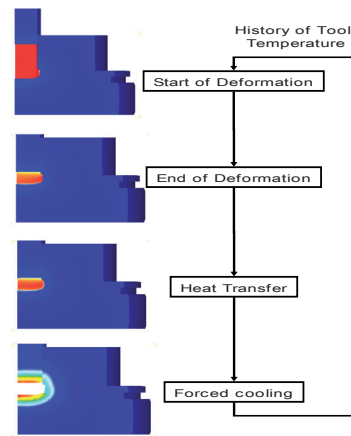 History of Tool
Temperature
Start of Deformation
End of Deformation
Heat Transfer
Forced cooling